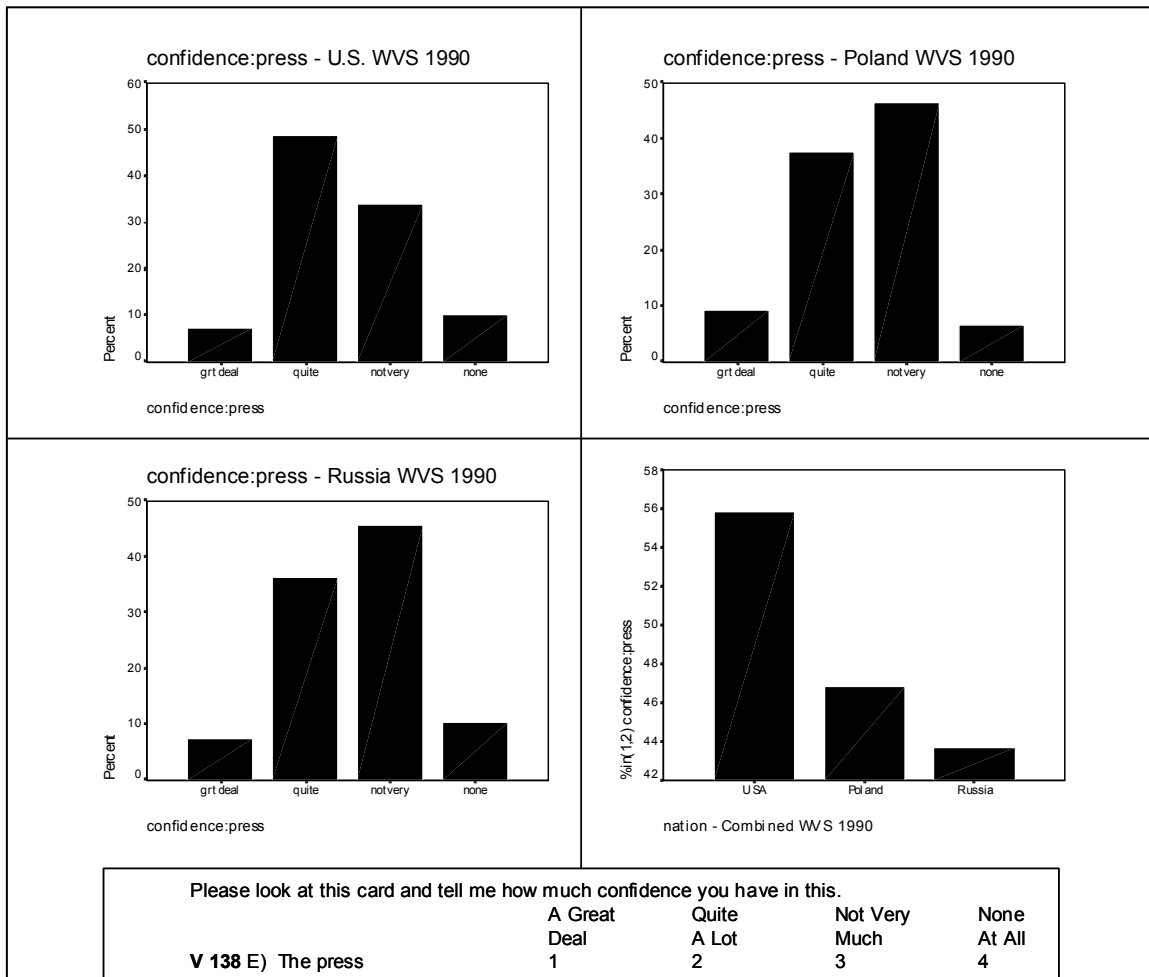 confidence:press - U.S. WVS 1990
60
50
40
30
20
10
0
Percent
grt deal quite notvery none
confidence:press
confidence:press - Poland WVS 1990
50
40
30
20
10
0
Percent
grt deal quite notvery none
confidence:press
confidence:press - Russia WVS 1990
50
40
30
20
10
0
Percent
grt deal quite notvery none
confidence:press
58
56
54
52
50
48
46
44
42
%in(1,2) confidence:press
USA Poland Russia
nation - Combined WVS 1990
Please look at this card and tell me how much confidence you have in this.
A Great Quite Not Very None
Deal A Lot Much At All
V 138 E) The press 1 2 3 4